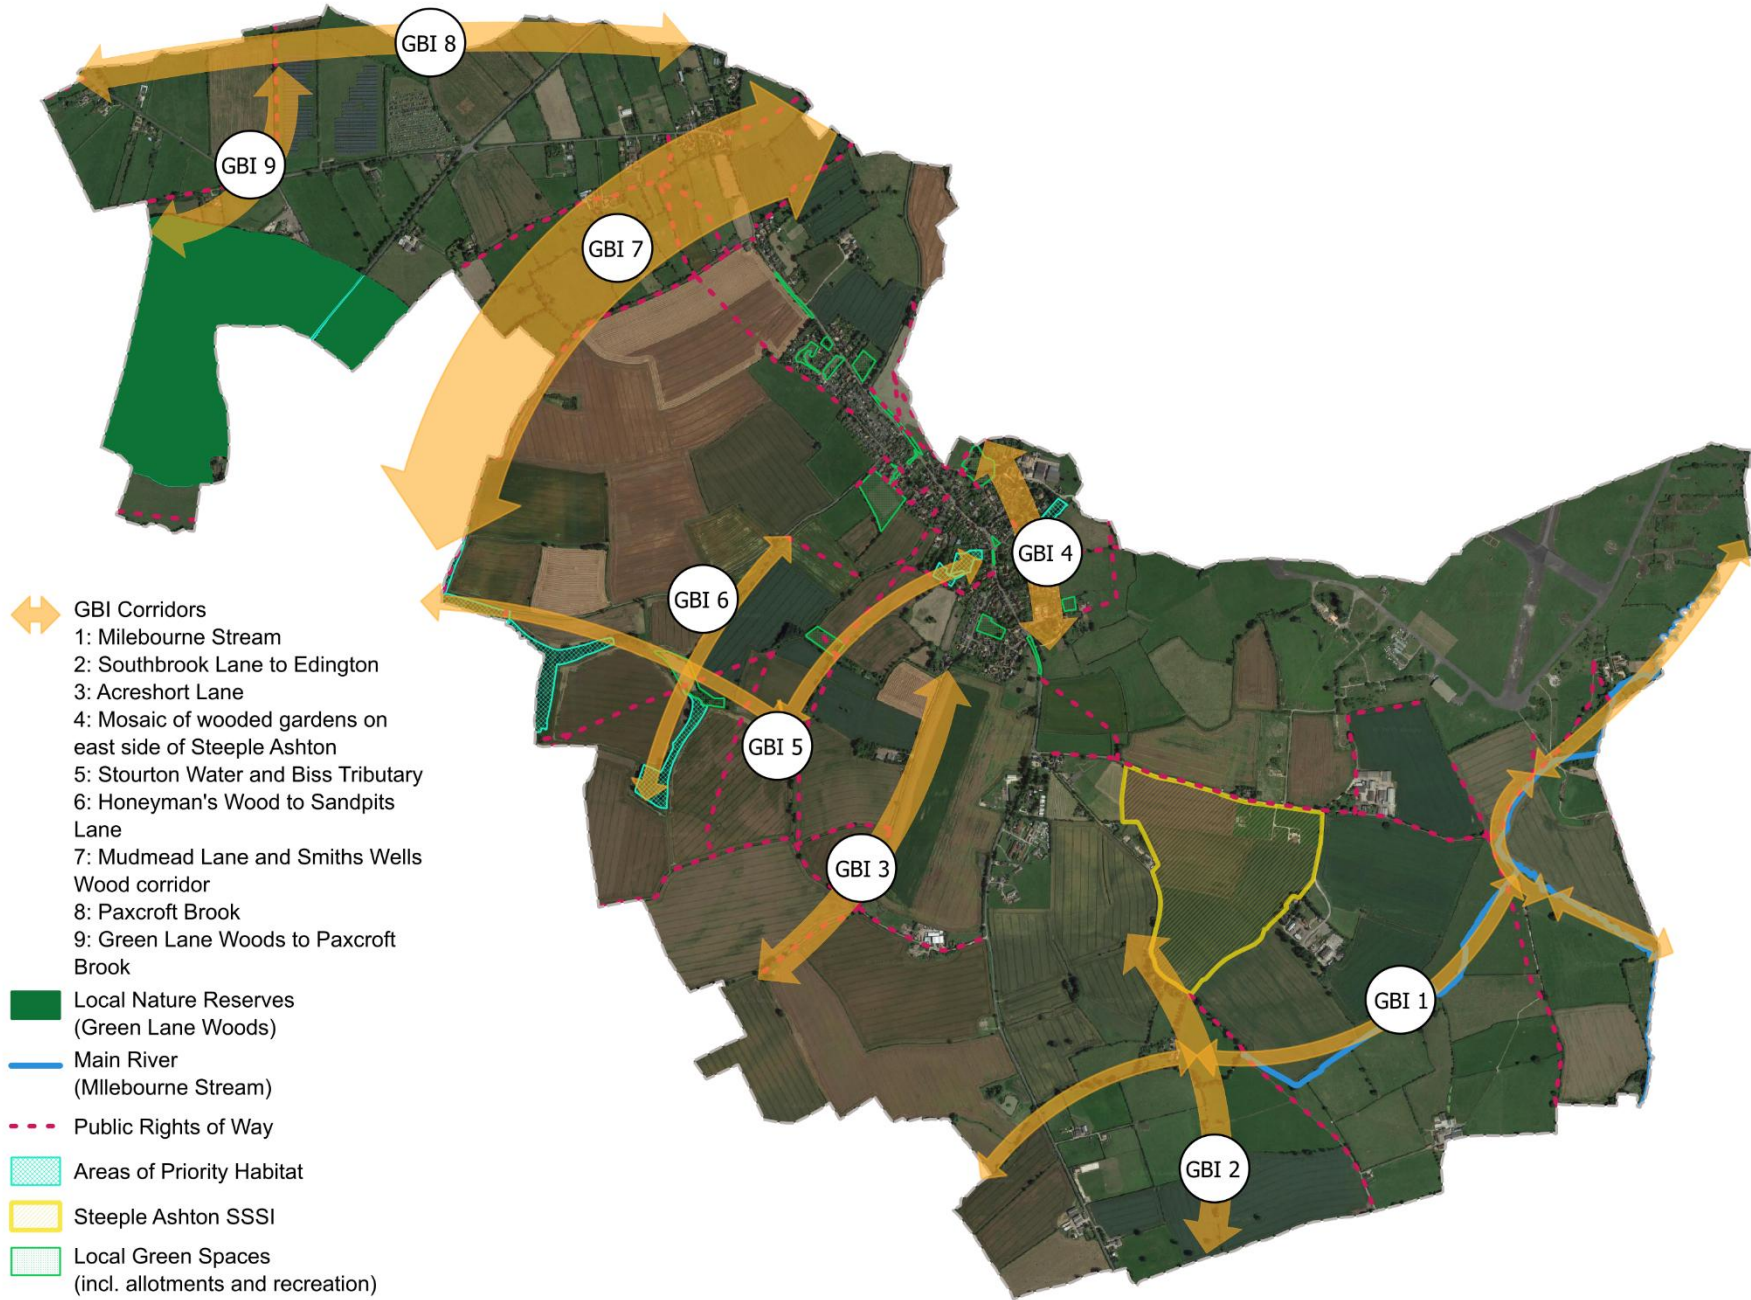 GBI 8
GBI 9
GBI 7
GBI 4
GBI 6
GBI 5
GBI 3
GBI 1
GBI 2
GBI Corridors
1: Milebourne Stream
2: Southbrook Lane to Edington
3: Acreshort Lane
4: Mosaic of wooded gardens on
east side of Steeple Ashton
5: Stourton Water and Biss Tributary
6: Honeyman's Wood to Sandpits
Lane
7: Mudmead Lane and Smiths Wells
Wood corridor
8: Paxcroft Brook
9: Green Lane Woods to Paxcroft
Brook
Local Nature Reserves
(Green Lane Woods)
Main River
(MIlebourne Stream)
Public Rights of Way
Areas of Priority Habitat
Steeple Ashton SSSI
Local Green Spaces
(incl. allotments and recreation)